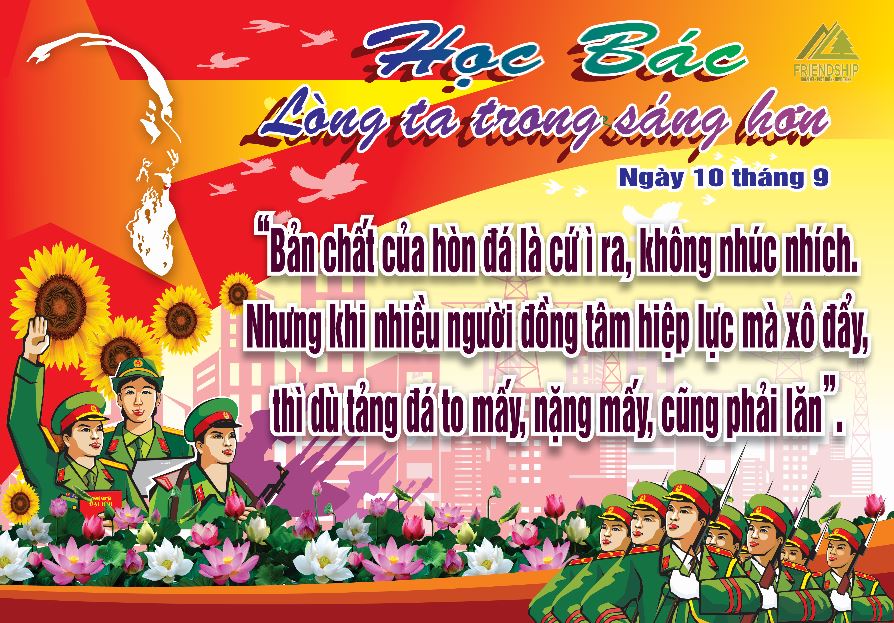 Học Bác
FRIENDSHIP
Lòng ta trong sáng hơn
Ngày 10 tháng 9
“Bản chất của hòn đá là cứ ì ra, không nhúc nhích.
Nhưng khi nhiều người đồng tâm hiệp lực mà xô đẩy,
thì dù tảng đá to mấy, nặng mấy, cũng phải lăn”.